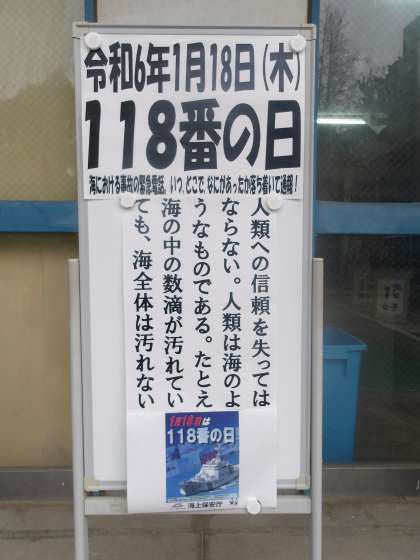 令和6年1月18日(木)
118番の日
海における事故の緊急電話。いつ、どこで、なにがあったか落ち着いて通報!
人類への信頼を失っては
ならない。人類は海のよ
うなものである。たとえ
海の中の数滴が汚れてい
ても、海全体は汚れない
1月18日は
118番の日
海上保安庁